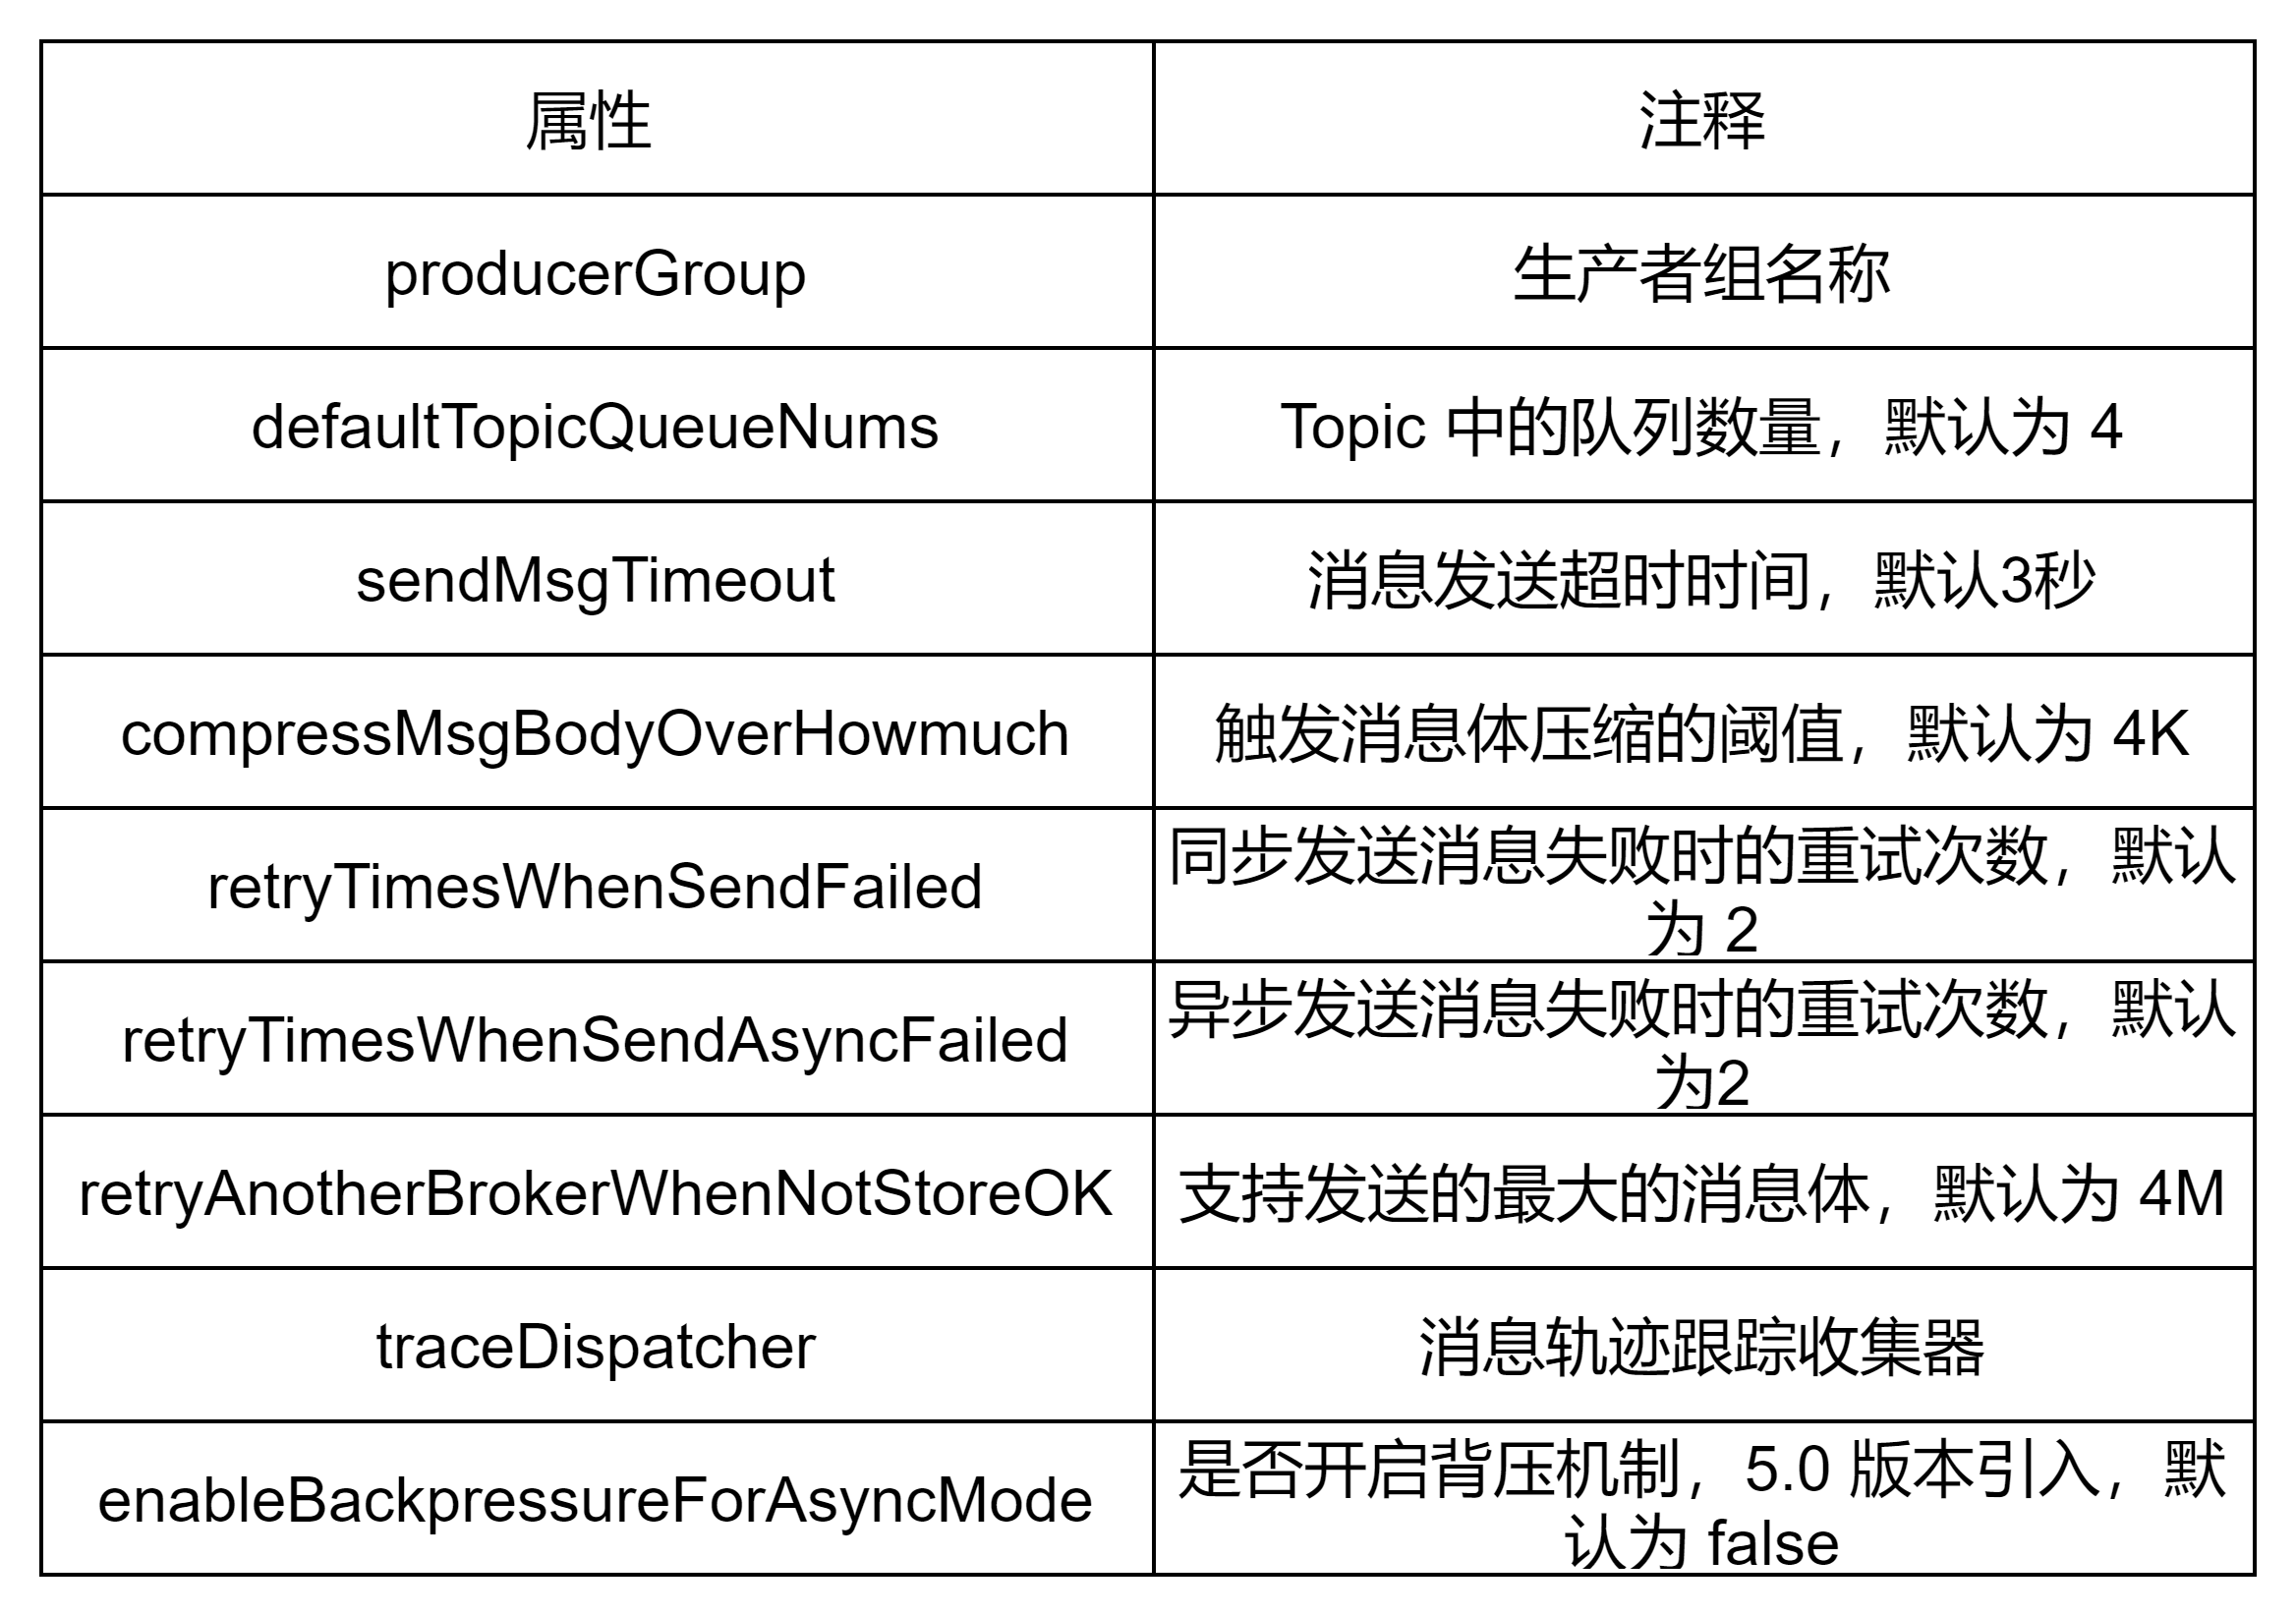 属性
注释
producerGroup
生产者组名称
defaultTopicQueueNums
Topic 中的队列数量，默认为 4
sendMsgTimeout
消息发送超时时间，默认3秒
compressMsgBodyOverHowmuch
触发消息体压缩的阈值，默认为 4K
retryTimesWhenSendFailed
同步发送消息失败时的重试次数，默认
为 2
retryTimesWhenSendAsyncFailed
异步发送消息失败时的重试次数，默认
为2
retryAnotherBrokerWhenNotStoreOK
支持发送的最大的消息体，默认为 4M
traceDispatcher
消息轨迹跟踪收集器
enableBackpressureForAsyncMode
是否开启背压机制，5.0 版本引入，默
认为 false